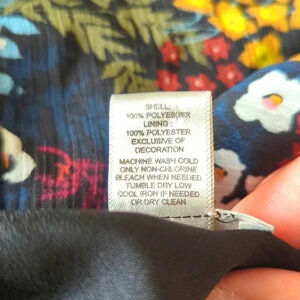 SHELL:
100% POLYESTER
LINING :
100% POLYESTER
EXCLUSIVE OF
DECORATION
MACHINE WASH COLD
ONLY NON-CHLORINE
BLEACH WHEN NEEDED
TUMBLE DRY LOW
COOL IRON IF NEEDED
OR DRY CLEAN